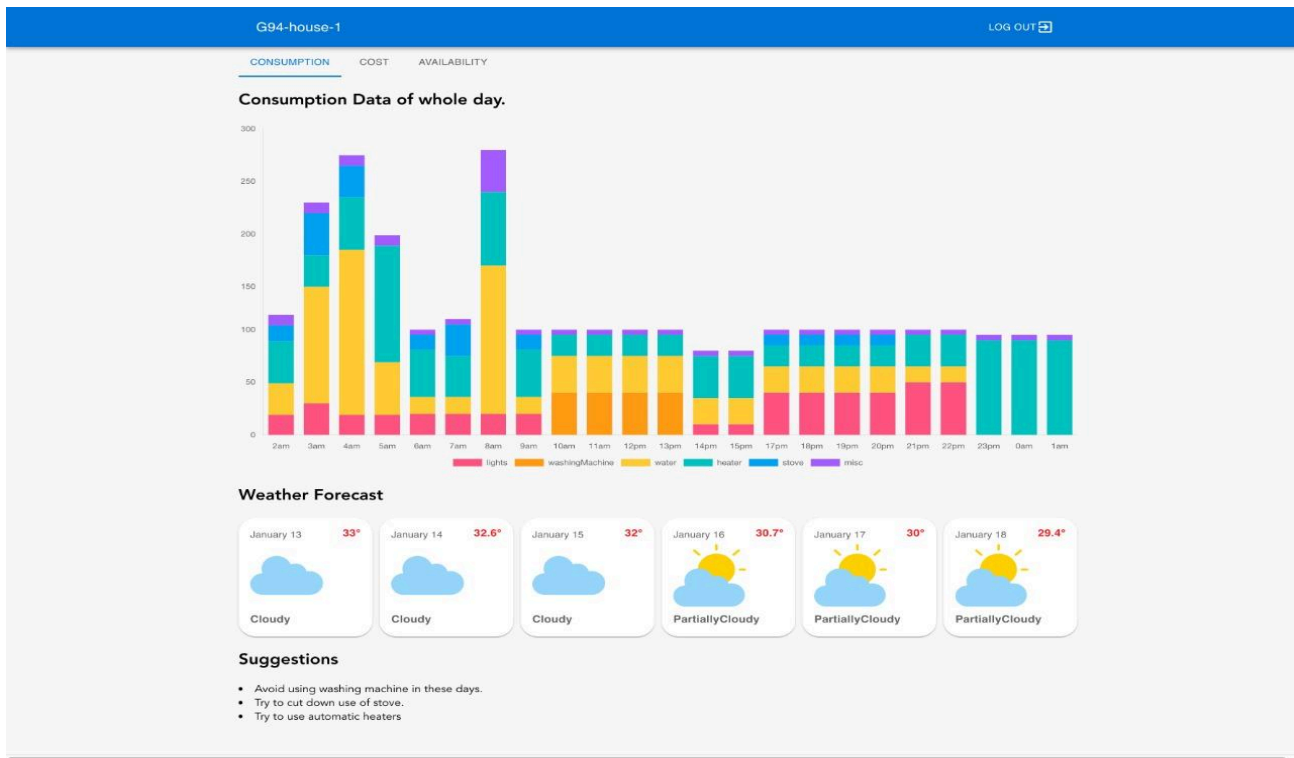 G94-house-1 LOG OUT
CONSUMPTION COST AVAILABILITY
Consumption Data of whole day.
300
250
200
150
100
50
0
2am 3am 4am 5am 6am 7am 8am 9am 10am 11am 12pm 13pm 14pm 15pm 17pm 18pm 19pm 20pm 21pm 22pm 23pm 0am 1am
lights washingMachine water heater stove misc
Weather Forecast
January 13 33° January 14 32.6° January 15 32° January 16 30.7° January 17 30° January 18 29.4°
Cloudy Cloudy Cloudy PartiallyCloudy PartiallyCloudy PartiallyCloudy
Suggestions
• Avoid using washing machine in these days.
• Try to cut down use of stove.
• Try to use automatic heaters